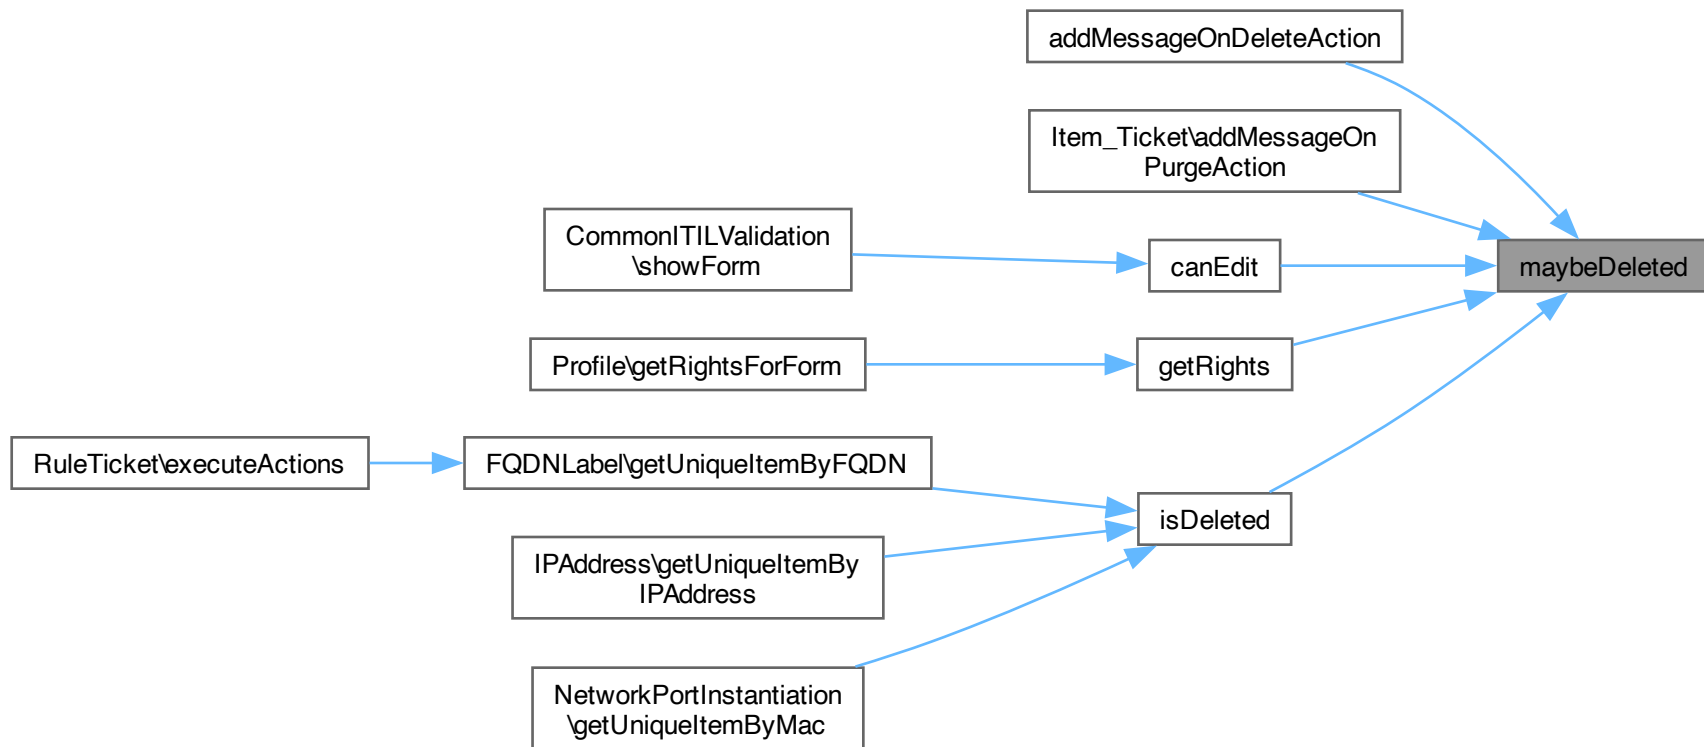 addMessageOnDeleteAction
Item_Ticket\addMessageOn
PurgeAction
CommonITILValidation
\showForm
canEdit
maybeDeleted
Profile\getRightsForForm
getRights
RuleTicket\executeActions
FQDNLabel\getUniqueItemByFQDN
isDeleted
IPAddress\getUniqueItemBy
IPAddress
NetworkPortInstantiation
\getUniqueItemByMac